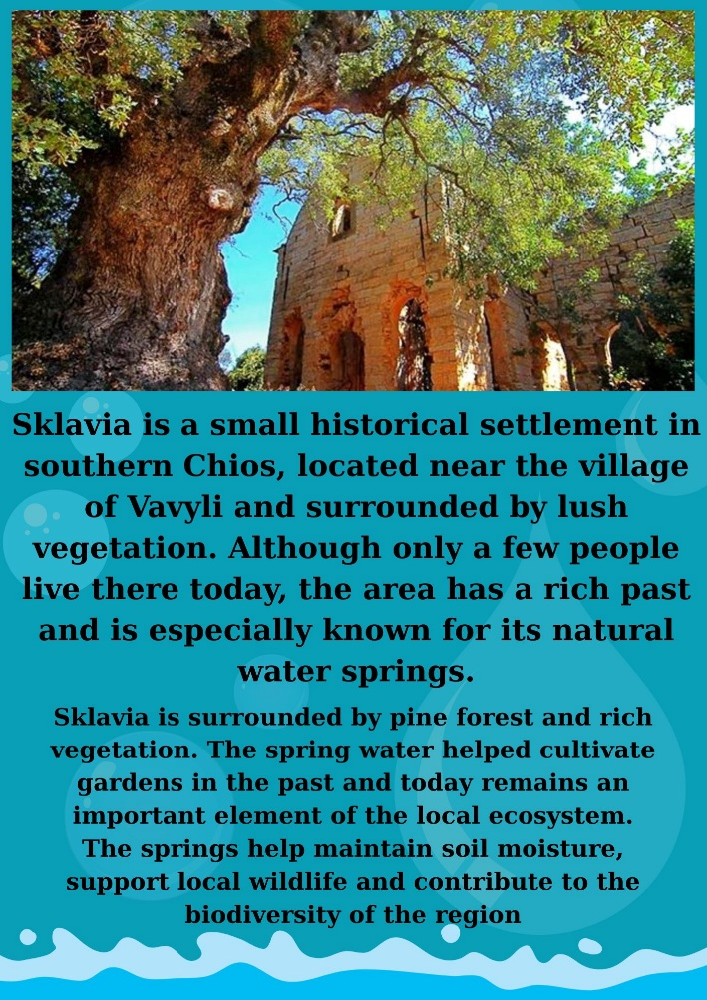 Sklavia is a small historical settlement in
southern Chios, located near the village
of Vavyli and surrounded by lush
vegetation. Although only a few people
live there today, the area has a rich past
and is especially known for its natural
water springs.
Sklavia is surrounded by pine forest and rich
vegetation. The spring water helped cultivate
gardens in the past and today remains an
important element of the local ecosystem.
The springs help maintain soil moisture,
support local wildlife and contribute to the
biodiversity of the region